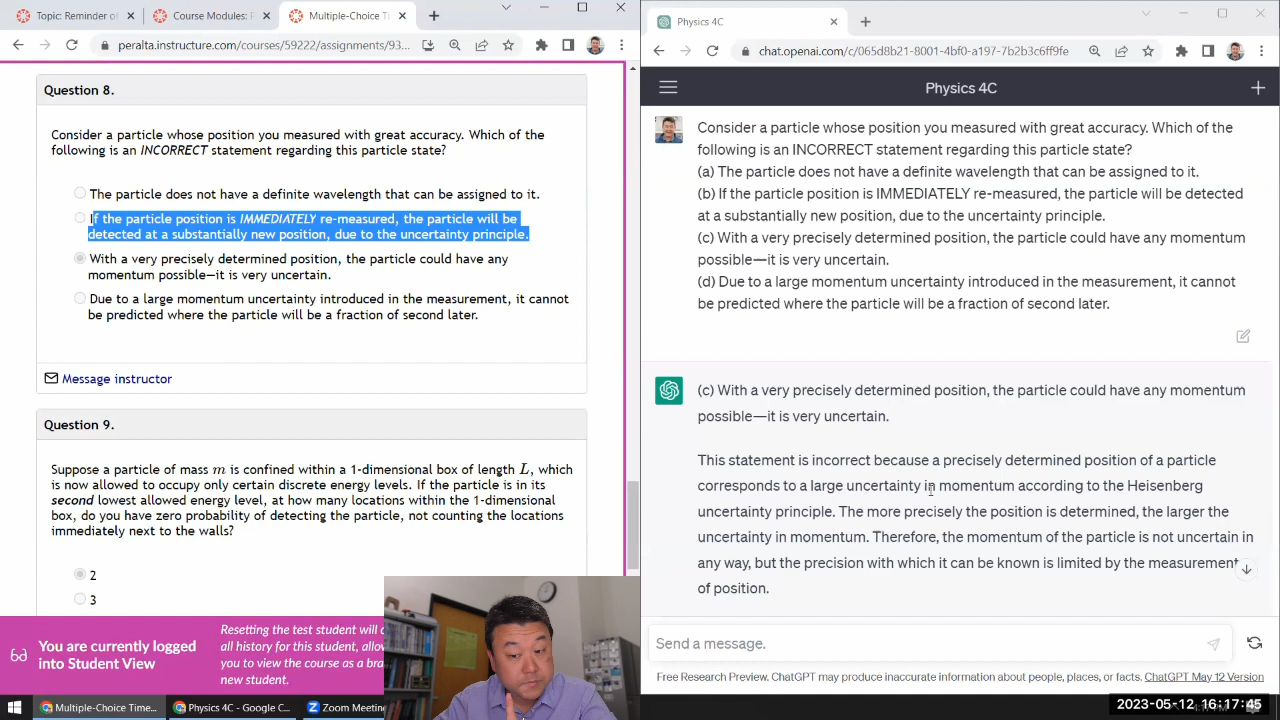 Topic: Reminder of
Course Modules: P
Multiple-Choice Ti
peralta.instructure.com/courses/59222/assignments/93...
Question 8.
Consider a particle whose position you measured with great accuracy. Which of the
following is an INCORRECT statement regarding this particle state?
The particle does not have a definite wavelength that can be assigned to it.
If the particle position is IMMEDIATELY re-measured, the particle will be
detected at a substantially new position, due to the uncertainty principle.
With a very precisely determined position, the particle could have any
momentum possible—it is very uncertain.
Due to a large momentum uncertainty introduced in the measurement, it cannot
be predicted where the particle will be a fraction of second later.
Message instructor
Question 9.
Suppose a particle of mass m is confined within a 1-dimensional box of length L, which
is now allowed to occupy only certain discrete energy levels. If the particle is in its
second lowest allowed energy level, at how many locations within the 1-dimensional
box, do you have zero probability of detecting the particle, not counting the locations
immediately next to the walls?
2
3
You are currently logged
into Student View
Resetting the test student will c
all history for this student, allow
you to view the course as a bra
new student.
Multiple-Choice Time...
Physics 4C - Google C...
Zoom Meeting
Physics 4C
chat.openai.com/c/065d8b21-8001-4bf0-a197-7b2b3c6ff9fe
Physics 4C
Consider a particle whose position you measured with great accuracy. Which of the
following is an INCORRECT statement regarding this particle state?
(a) The particle does not have a definite wavelength that can be assigned to it.
(b) If the particle position is IMMEDIATELY re-measured, the particle will be detected
at a substantially new position, due to the uncertainty principle.
(c) With a very precisely determined position, the particle could have any momentum
possible—it is very uncertain.
(d) Due to a large momentum uncertainty introduced in the measurement, it cannot
be predicted where the particle will be a fraction of second later.
(c) With a very precisely determined position, the particle could have any momentum
possible—it is very uncertain.
This statement is incorrect because a precisely determined position of a particle
corresponds to a large uncertainty in momentum according to the Heisenberg
uncertainty principle. The more precisely the position is determined, the larger the
uncertainty in momentum. Therefore, the momentum of the particle is not uncertain in
any way, but the precision with which it can be known is limited by the measurement
of position.
Send a message.
Free Research Preview. ChatGPT may produce inaccurate information about people, places, or facts. ChatGPT May 12 Version
2023-05-12 16:17:45